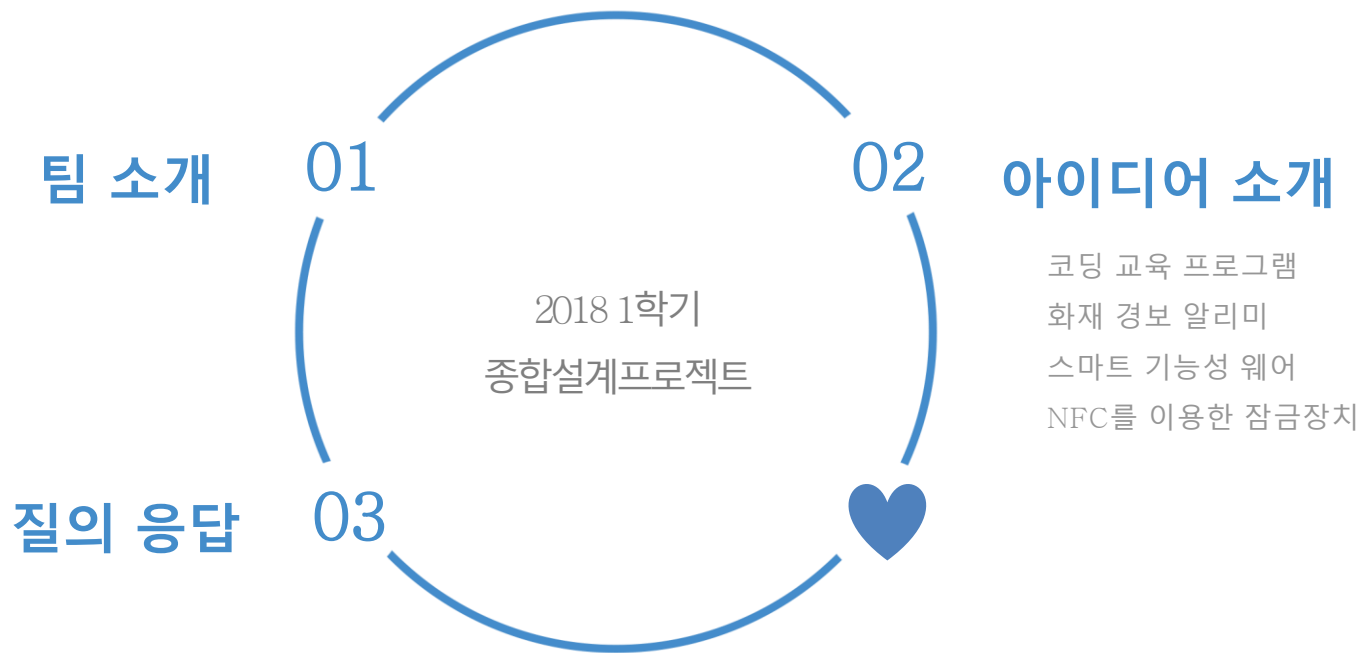 01
팀 소개
02
아이디어 소개
코딩 교육 프로그램
화재 경보 알리미
스마트 기능성 웨어
NFC를 이용한 잠금장치
2018 1학기
종합설계프로젝트
03
질의 응답